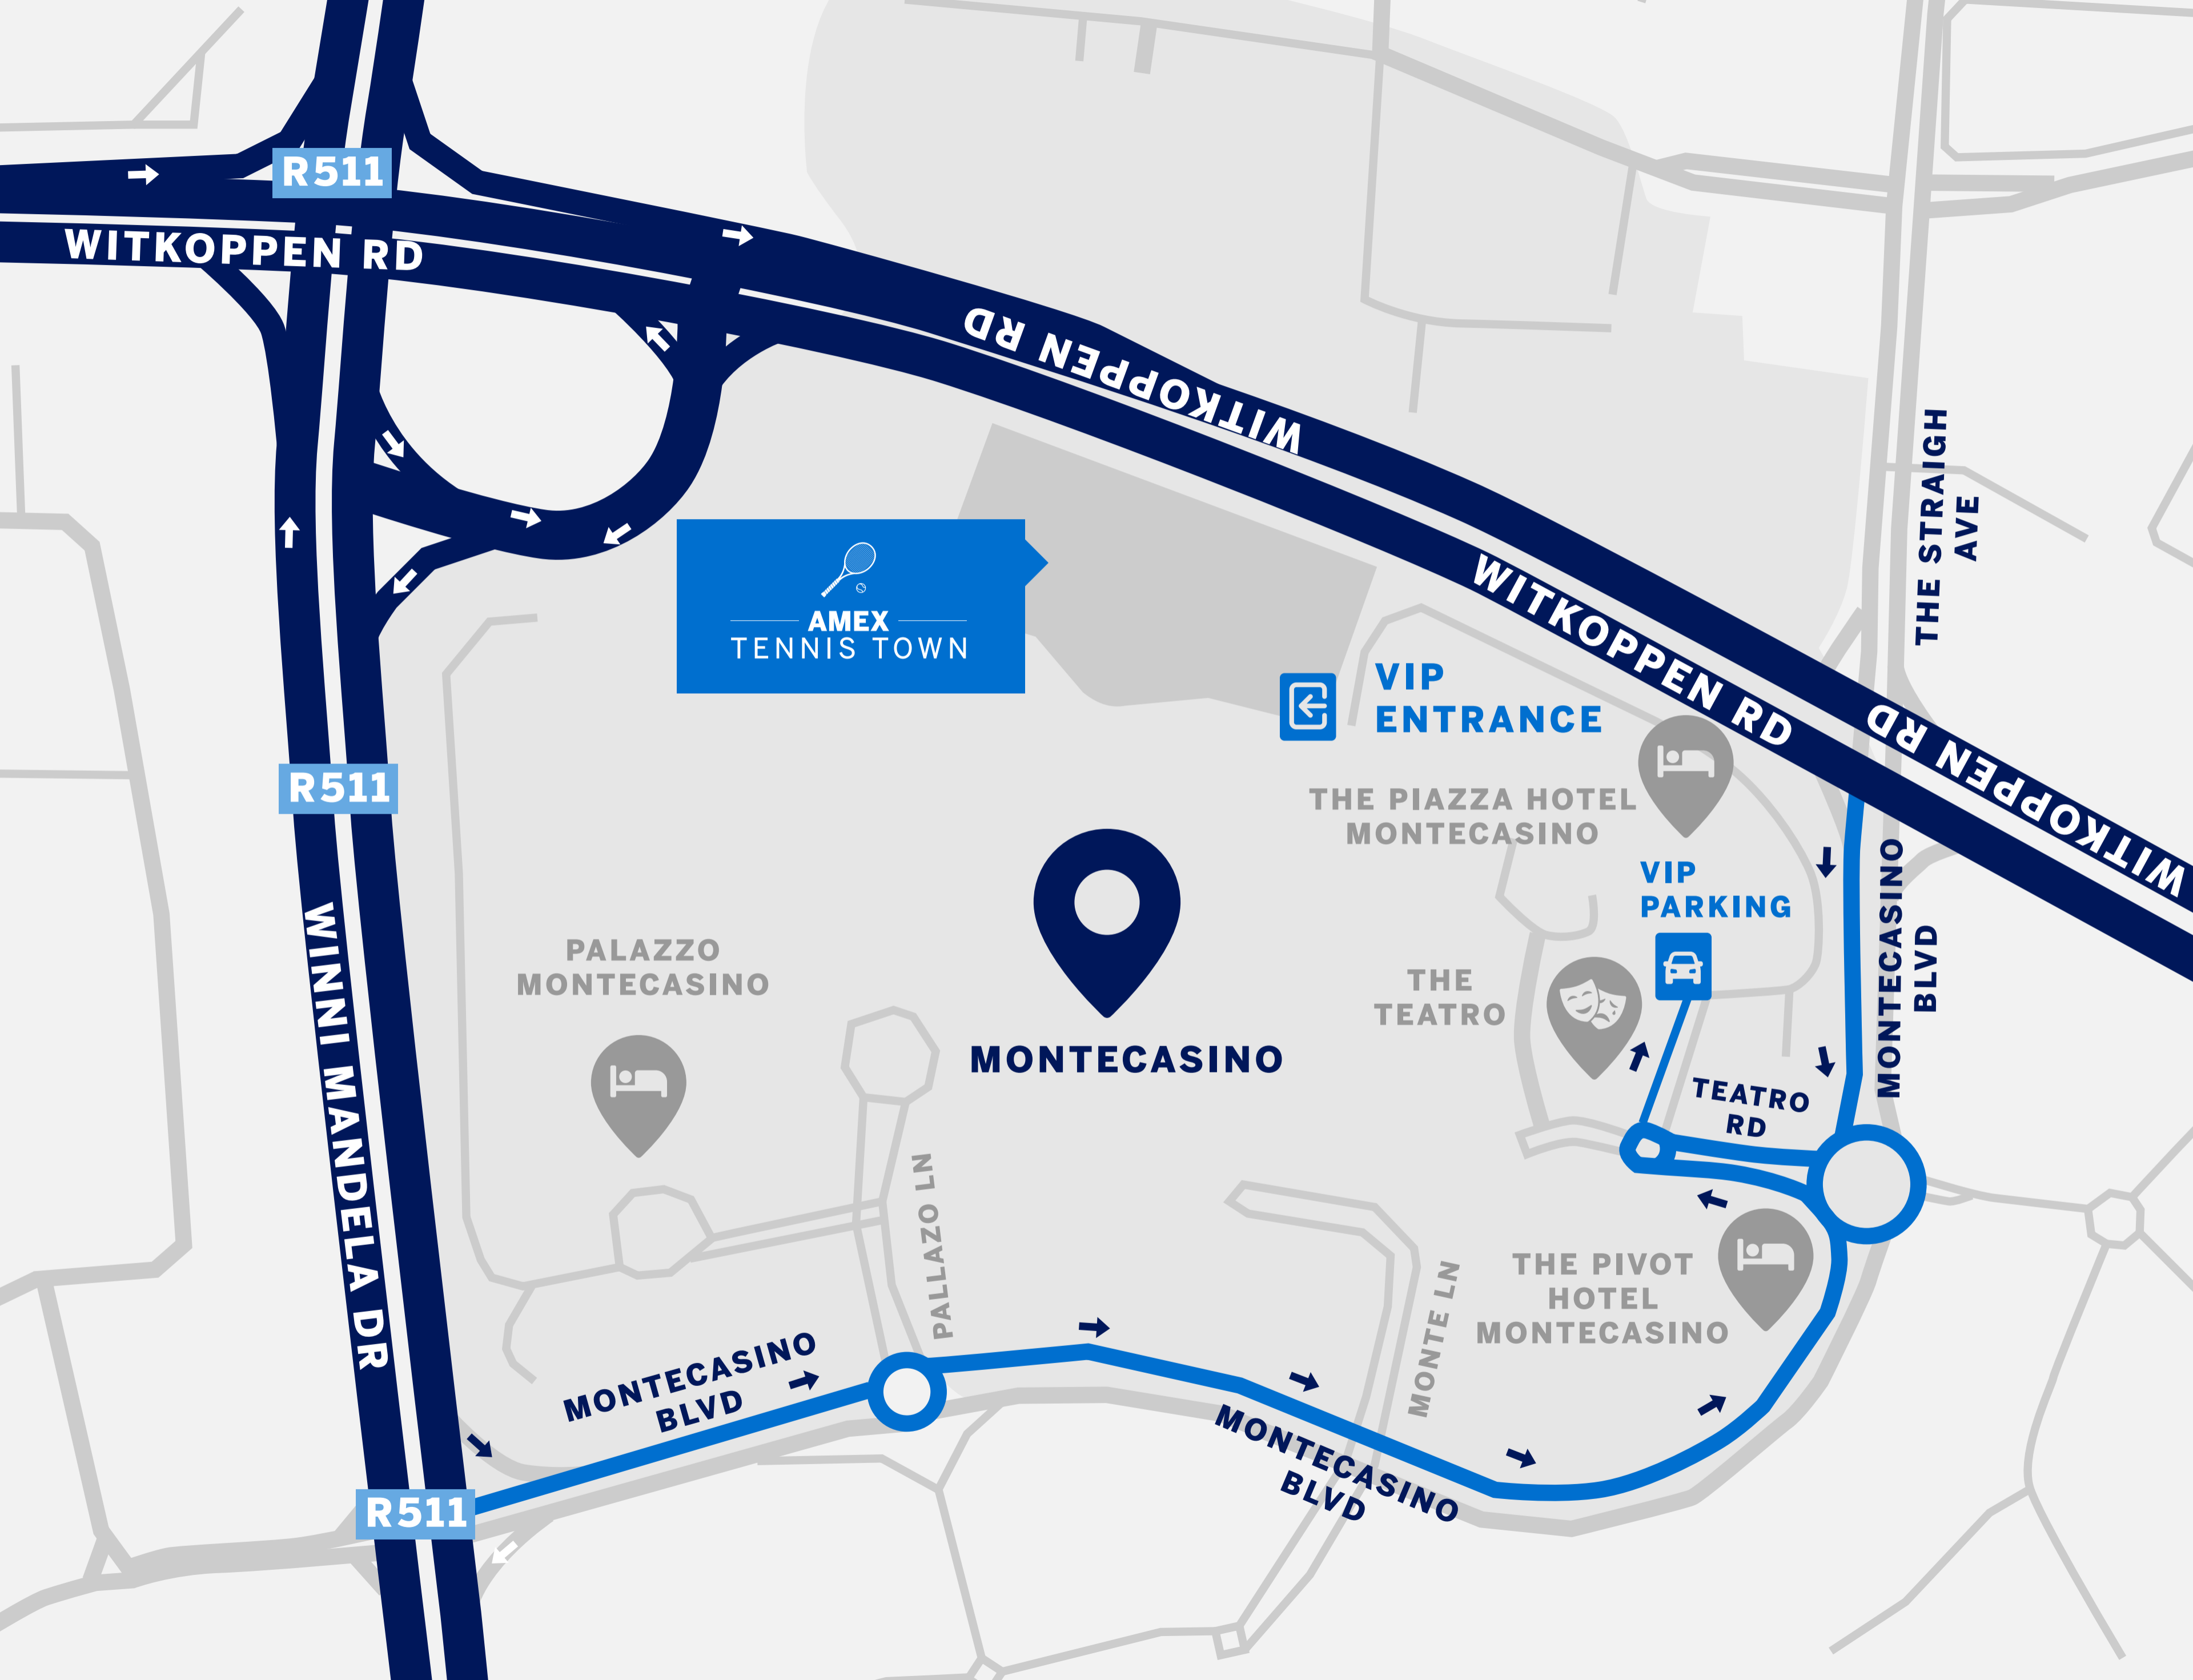 R511
WITKOPPEN RD
WITKOPPEN RD
THE STRAIGH
AVE
AMEX
TENNIS TOWN
WITKOPPEN RD
VIP
ENTRANCE
WITKOPPEN RD
R511
THE PIAZZA HOTEL
MONTECASINO
VIP
PARKING
MONTECASINO
BLVD
WINNI MANDELA DR
PALAZZO
MONTECASINO
THE
TEATRO
MONTECASINO
TEATRO
RD
PALLAZO LN
MONTE LN
THE PIVOT
HOTEL
MONTECASINO
MONTECASINO
BLVD
MONTECASINO
BLVD
R511